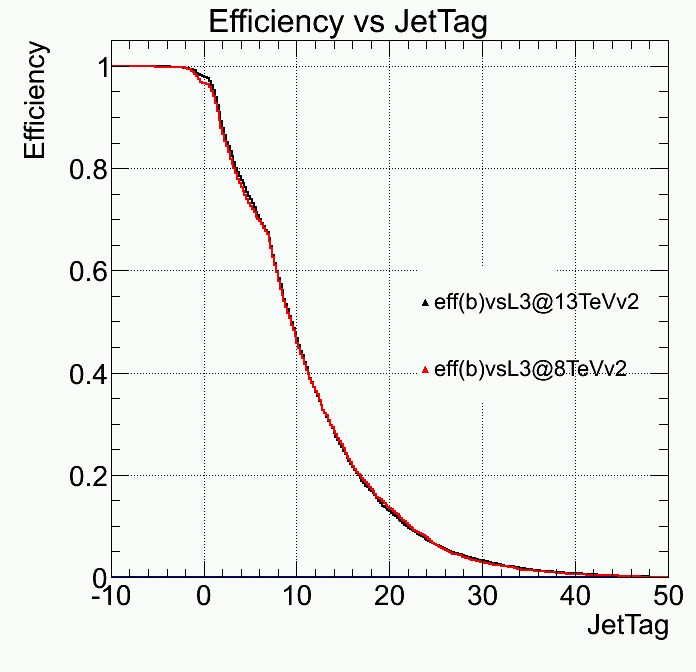 Efficiency vs JetTag
Efficiency
1
0.8
0.6
eff(b)vsL3@13TeVv2
0.4
eff(b)vsL3@8TeVv2
0.2
0
-10 0 10 20 30 40 50
JetTag